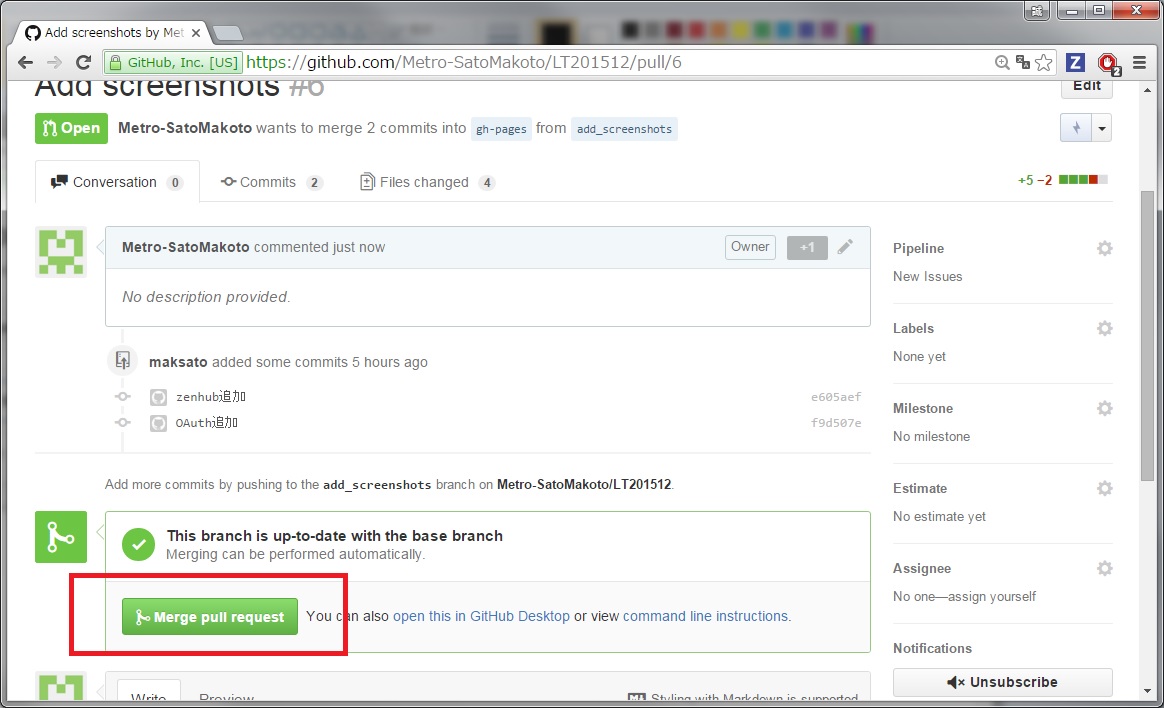 Add screenshots by Met
GitHub, Inc. [US] https://github.com/Metro-SatoMakoto/LT201512/pull/6
Z
2
Add screenshots #6
Edit
Open Metro-SatoMakoto wants to merge 2 commits into gh-pages from add_screenshots
Conversation 0 Commits 2 Files changed 4
+5 −2
Metro-SatoMakoto commented just now Owner +1
No description provided.
maksato added some commits 5 hours ago
zenhub追加 e605aef
OAuth追加 f9d507e
Add more commits by pushing to the add_screenshots branch on Metro-SatoMakoto/LT201512.
This branch is up-to-date with the base branch
Merging can be performed automatically.
Merge pull request You can also open this in GitHub Desktop or view command line instructions.
Write Preview Styling with Markdown is supported
Pipeline
New Issues
Labels
None yet
Milestone
No milestone
Estimate
No estimate yet
Assignee
No one—assign yourself
Notifications
Unsubscribe